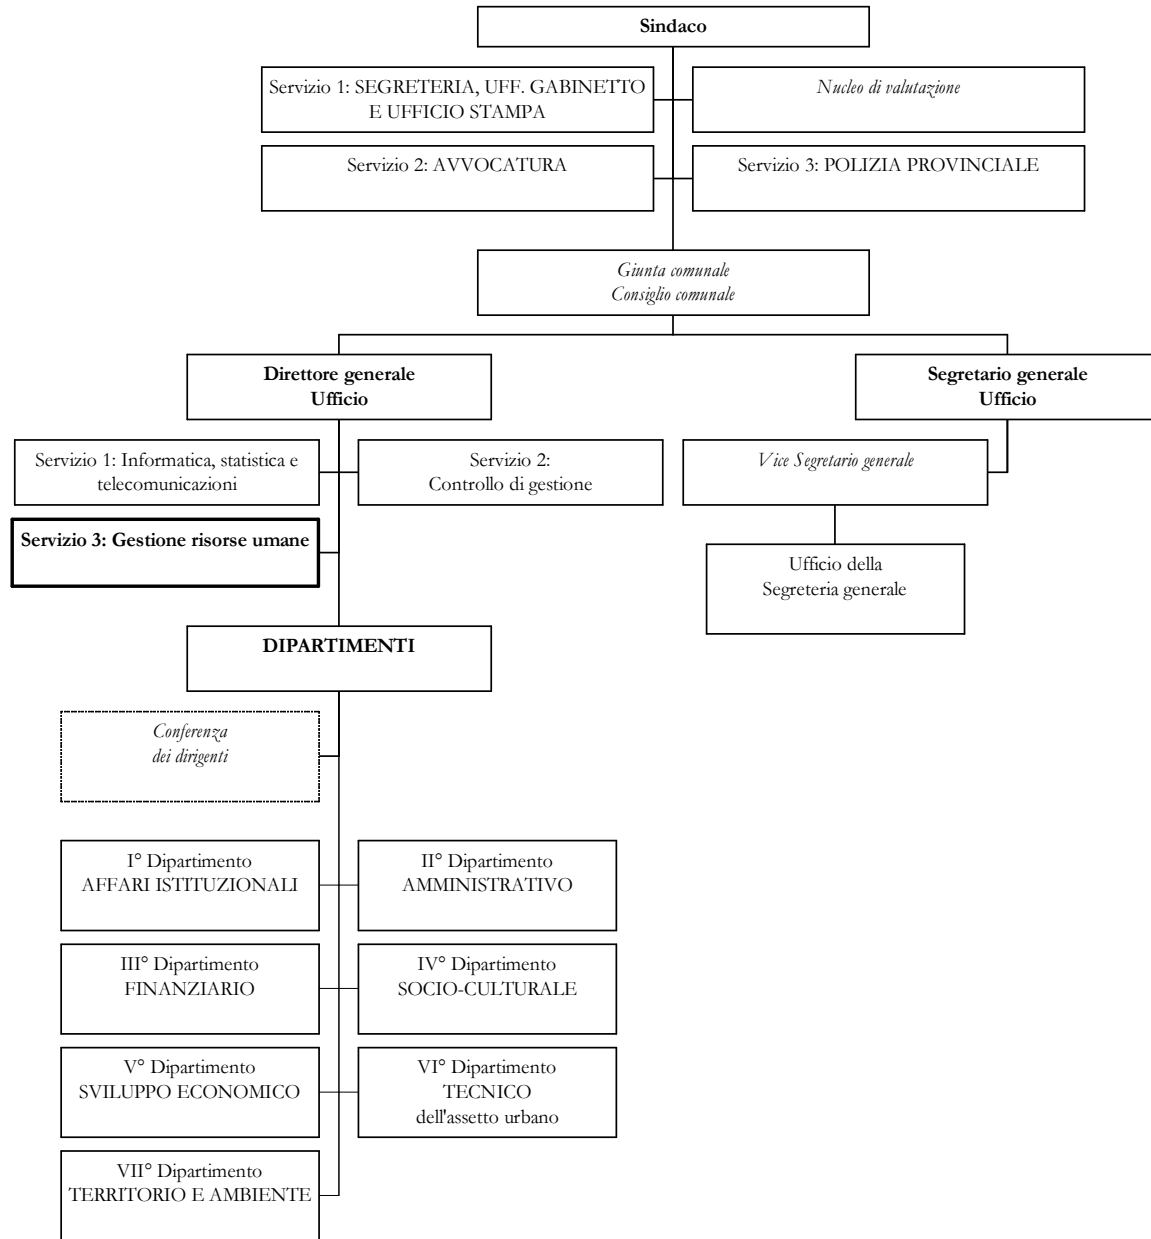 Sindaco
Servizio 1: SEGRETERIA, UFF. GABINETTO
E UFFICIO STAMPA
Nucleo di valutazione
Servizio 2: AVVOCATURA
Servizio 3: POLIZIA PROVINCIALE
Giunta comunale
Consiglio comunale
Direttore generale
Ufficio
Segretario generale
Ufficio
Servizio 1: Informatica, statistica e
telecomunicazioni
Servizio 2:
Controllo di gestione
Vice Segretario generale
Servizio 3: Gestione risorse umane
Ufficio della
Segreteria generale
DIPARTIMENTI
Conferenza
dei dirigenti
I° Dipartimento
AFFARI ISTITUZIONALI
II° Dipartimento
AMMINISTRATIVO
III° Dipartimento
FINANZIARIO
IV° Dipartimento
SOCIO-CULTURALE
V° Dipartimento
SVILUPPO ECONOMICO
VI° Dipartimento
TECNICO
dell'assetto urbano
VII° Dipartimento
TERRITORIO E AMBIENTE